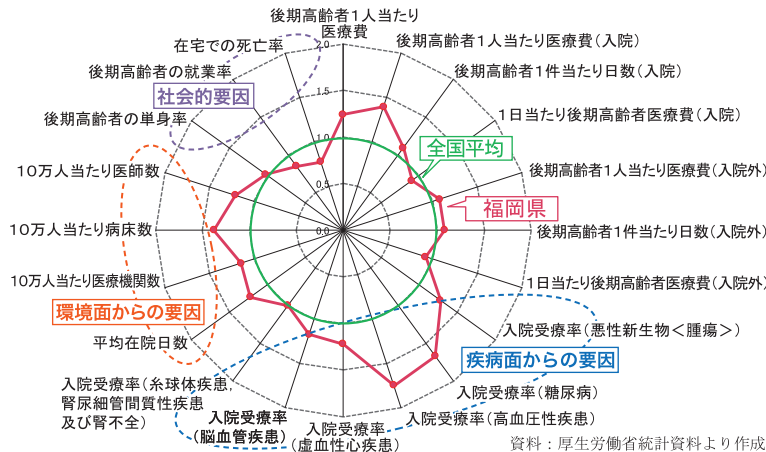 後期高齢者1人当たり
医療費
後期高齢者1人当たり医療費(入院)
後期高齢者1件当たり日数(入院)
1日当たり後期高齢者医療費(入院)
後期高齢者1人当たり医療費(入院外)
後期高齢者1件当たり日数(入院外)
1日当たり後期高齢者医療費(入院外)
入院受療率(悪性新生物<腫瘍>)
入院受療率(糖尿病)
入院受療率(高血圧性疾患)
入院受療率
(虚血性心疾患)
入院受療率
(脳血管疾患)
入院受療率(糸球体疾患,
腎尿細管間質性疾患
及び腎不全)
平均在院日数
10万人当たり医療機関数
10万人当たり病床数
10万人当たり医師数
後期高齢者の単身率
後期高齢者の就業率
在宅での死亡率
2.0
1.5
1.0
0.5
0.0
社会的要因
全国平均
福岡県
環境面からの要因
疾病面からの要因
資料:厚生労働省統計資料より作成